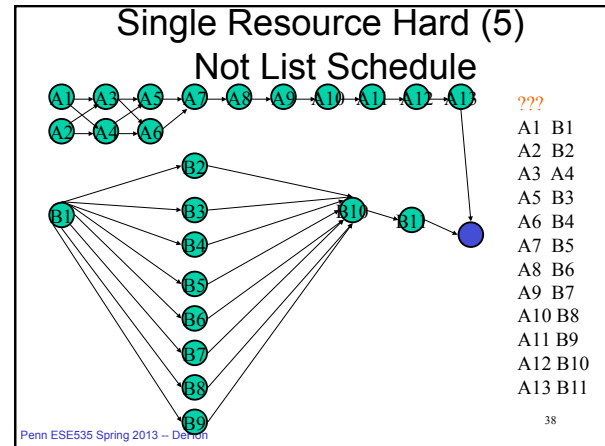 Single Resource Hard (5)
Not List Schedule
A1 A3 A5 A7 A8 A9 A10 A11 A12 A13
A2 A4 A6
B1
B2
B3
B4
B5
B6
B7
B8
B9
B10
B11
???
A1 B1
A2 B2
A3 A4
A5 B3
A6 B4
A7 B5
A8 B6
A9 B7
A10 B8
A11 B9
A12 B10
A13 B11
Penn ESE535 Spring 2013 --
38